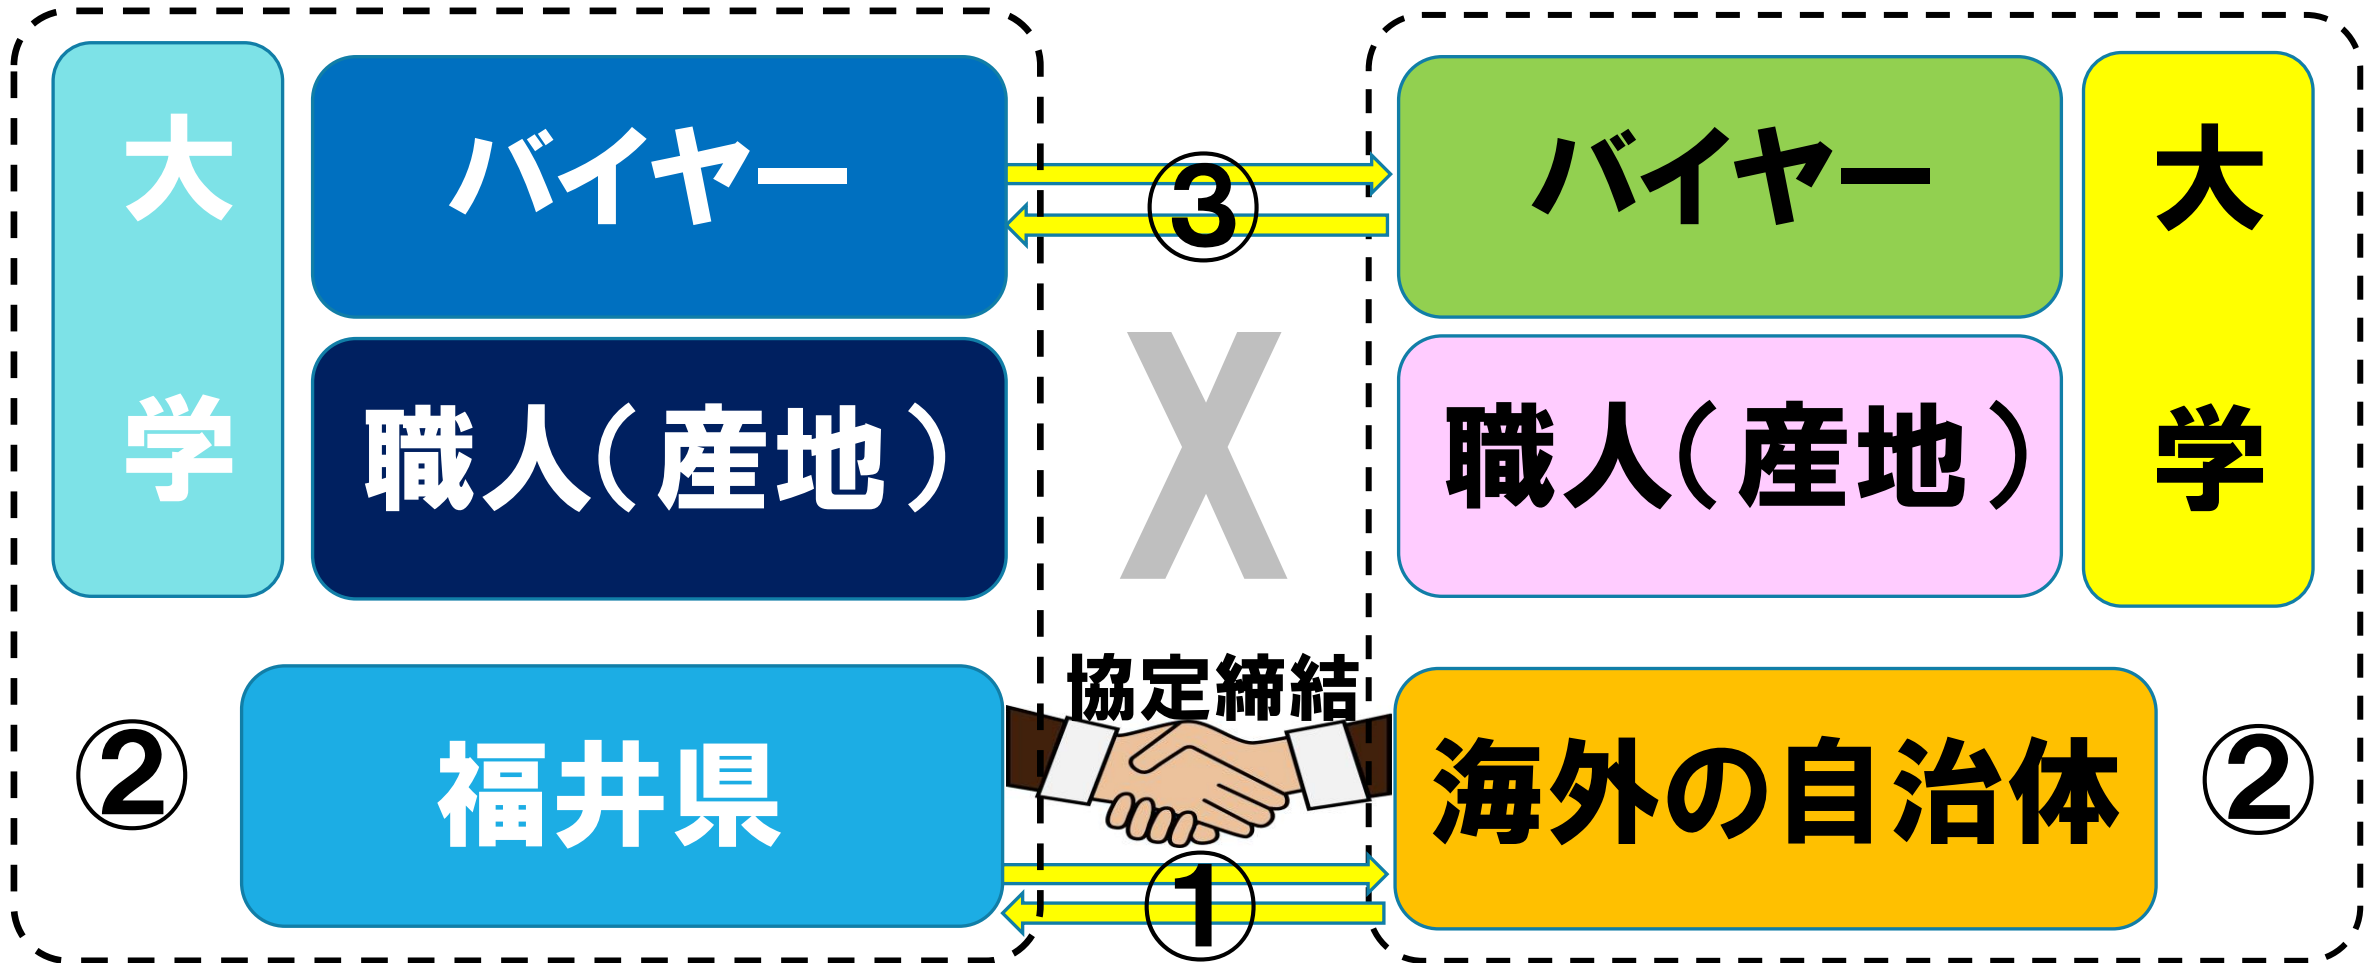 大学
バイヤー
職人（産地）
②
福井県
③
X
協定締結
①
バイヤー
職人（産地）
大学
海外の自治体
②